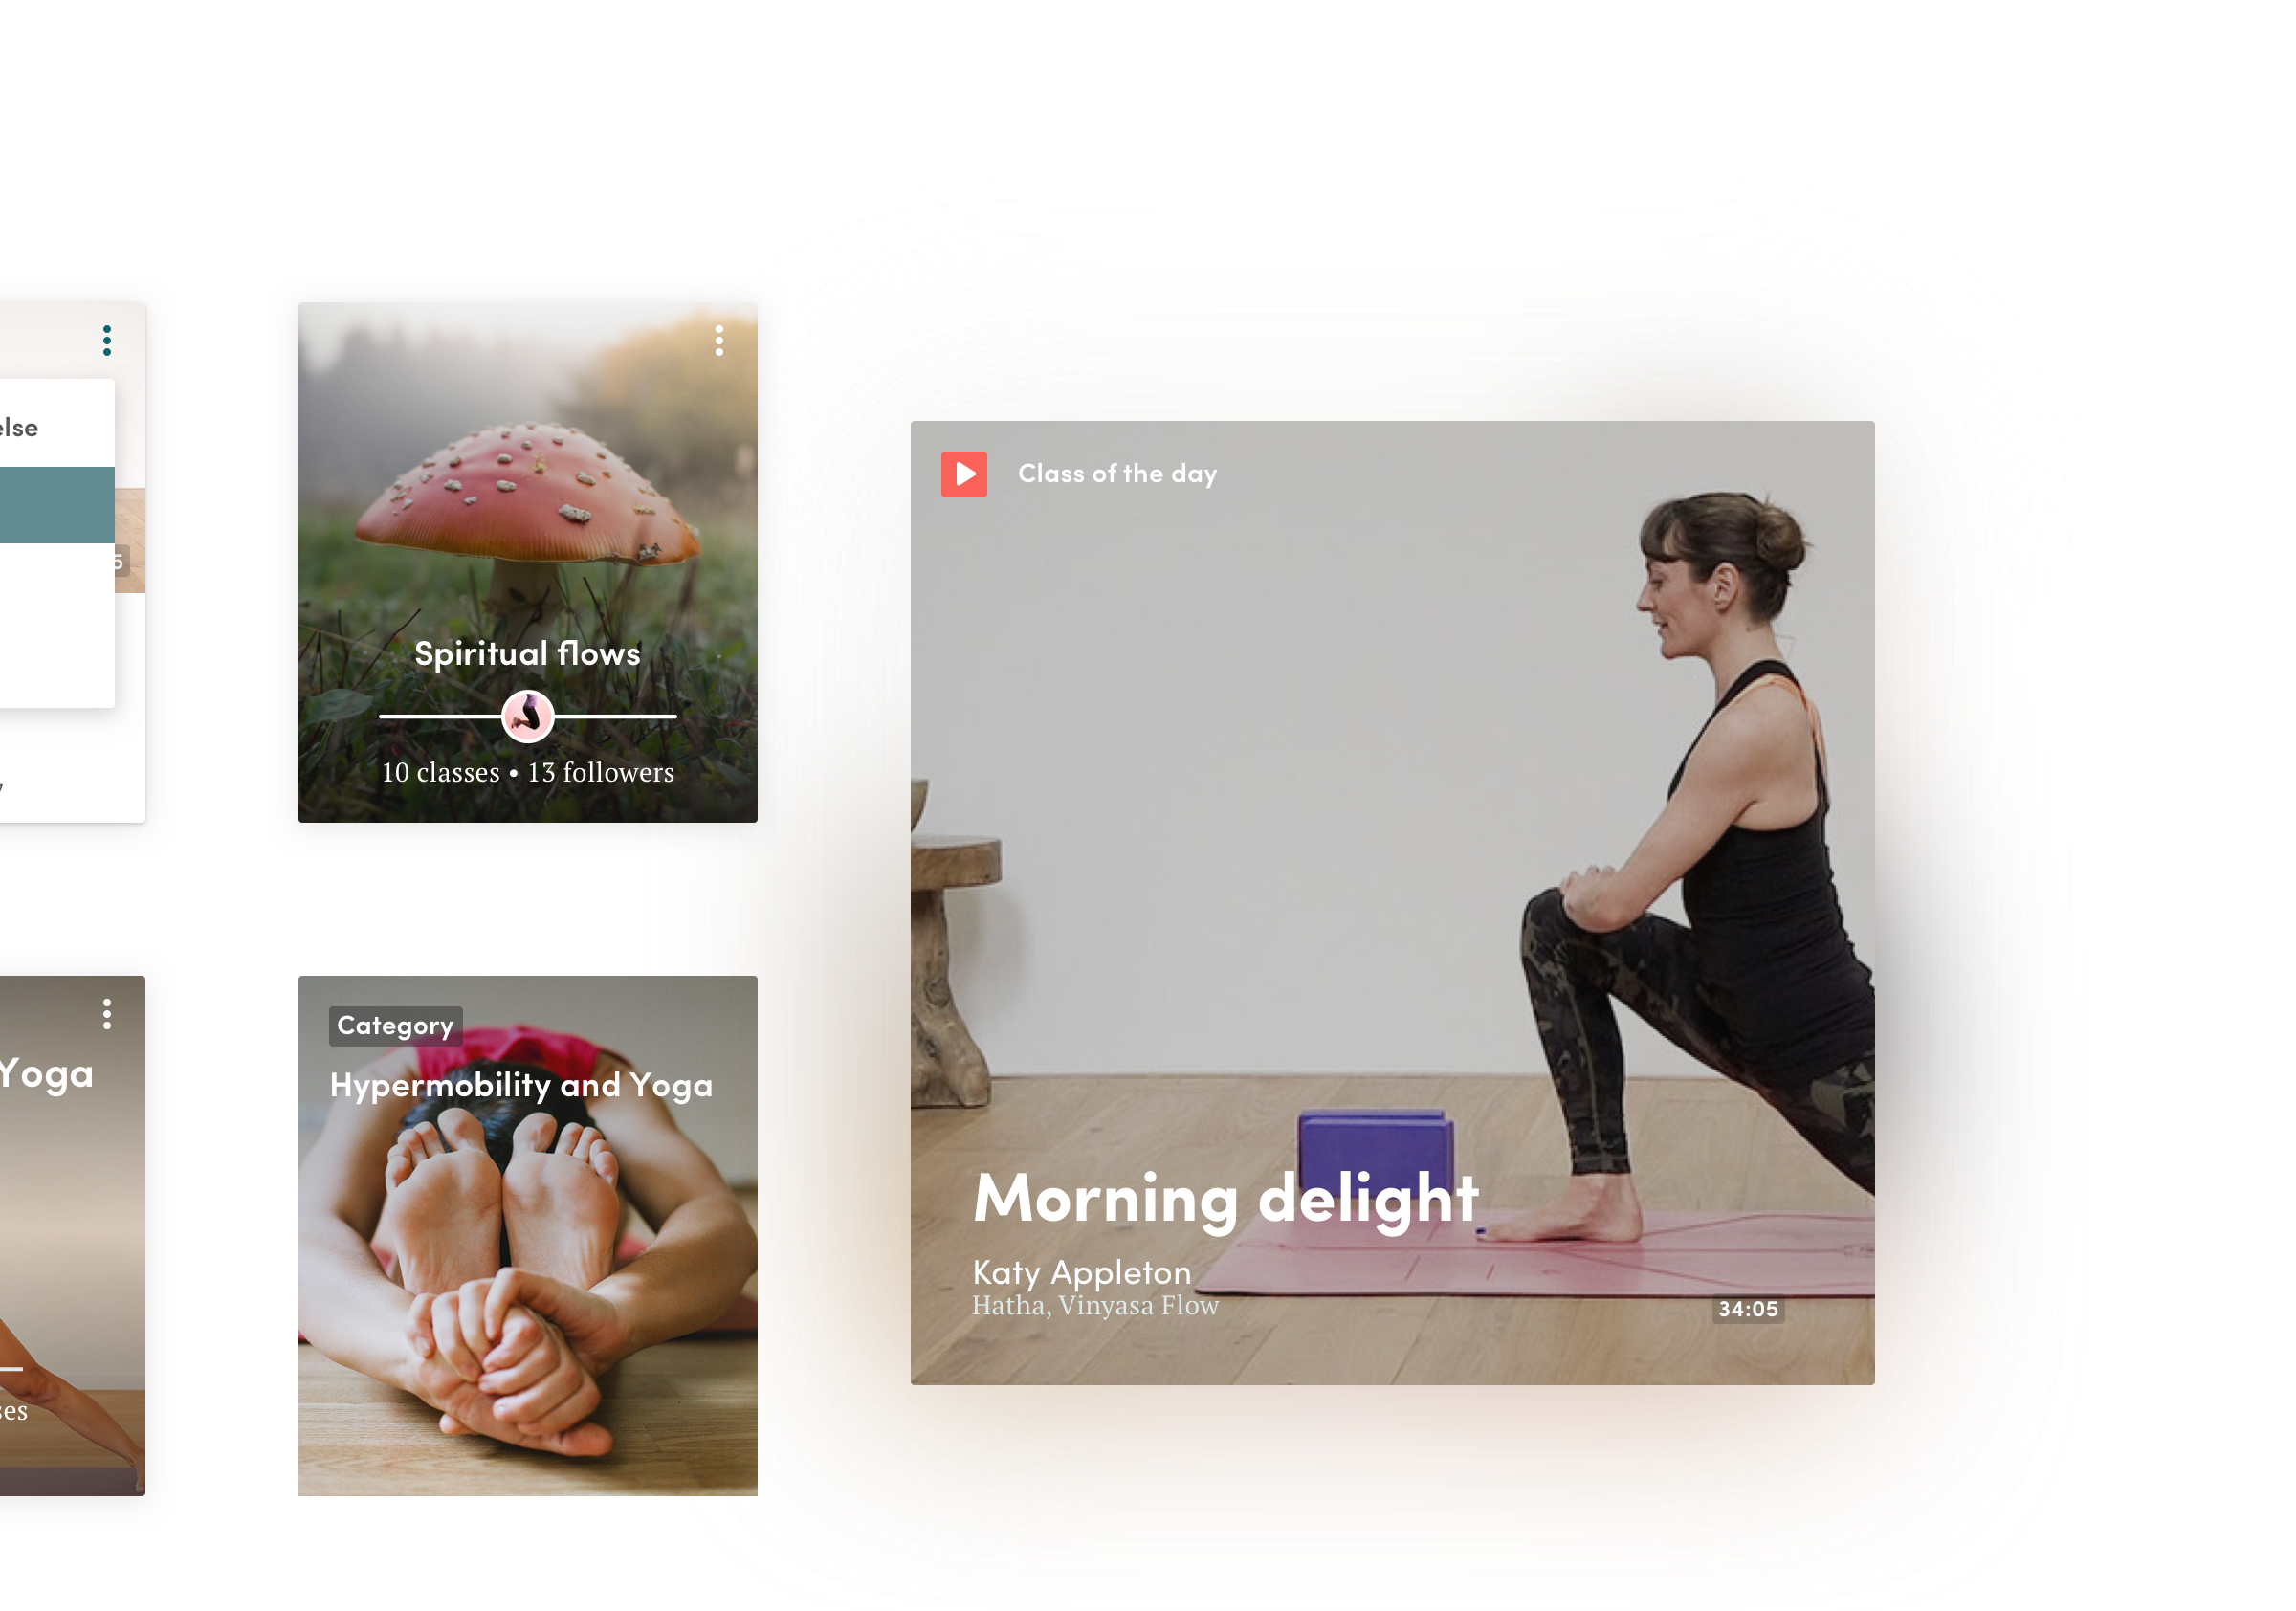 else
Spiritual flows
10 classes • 13 followers
Class of the day
Morning delight
Katy Appleton
Hatha, Vinyasa Flow
34:05
Yoga
Category
Hypermobility and Yoga